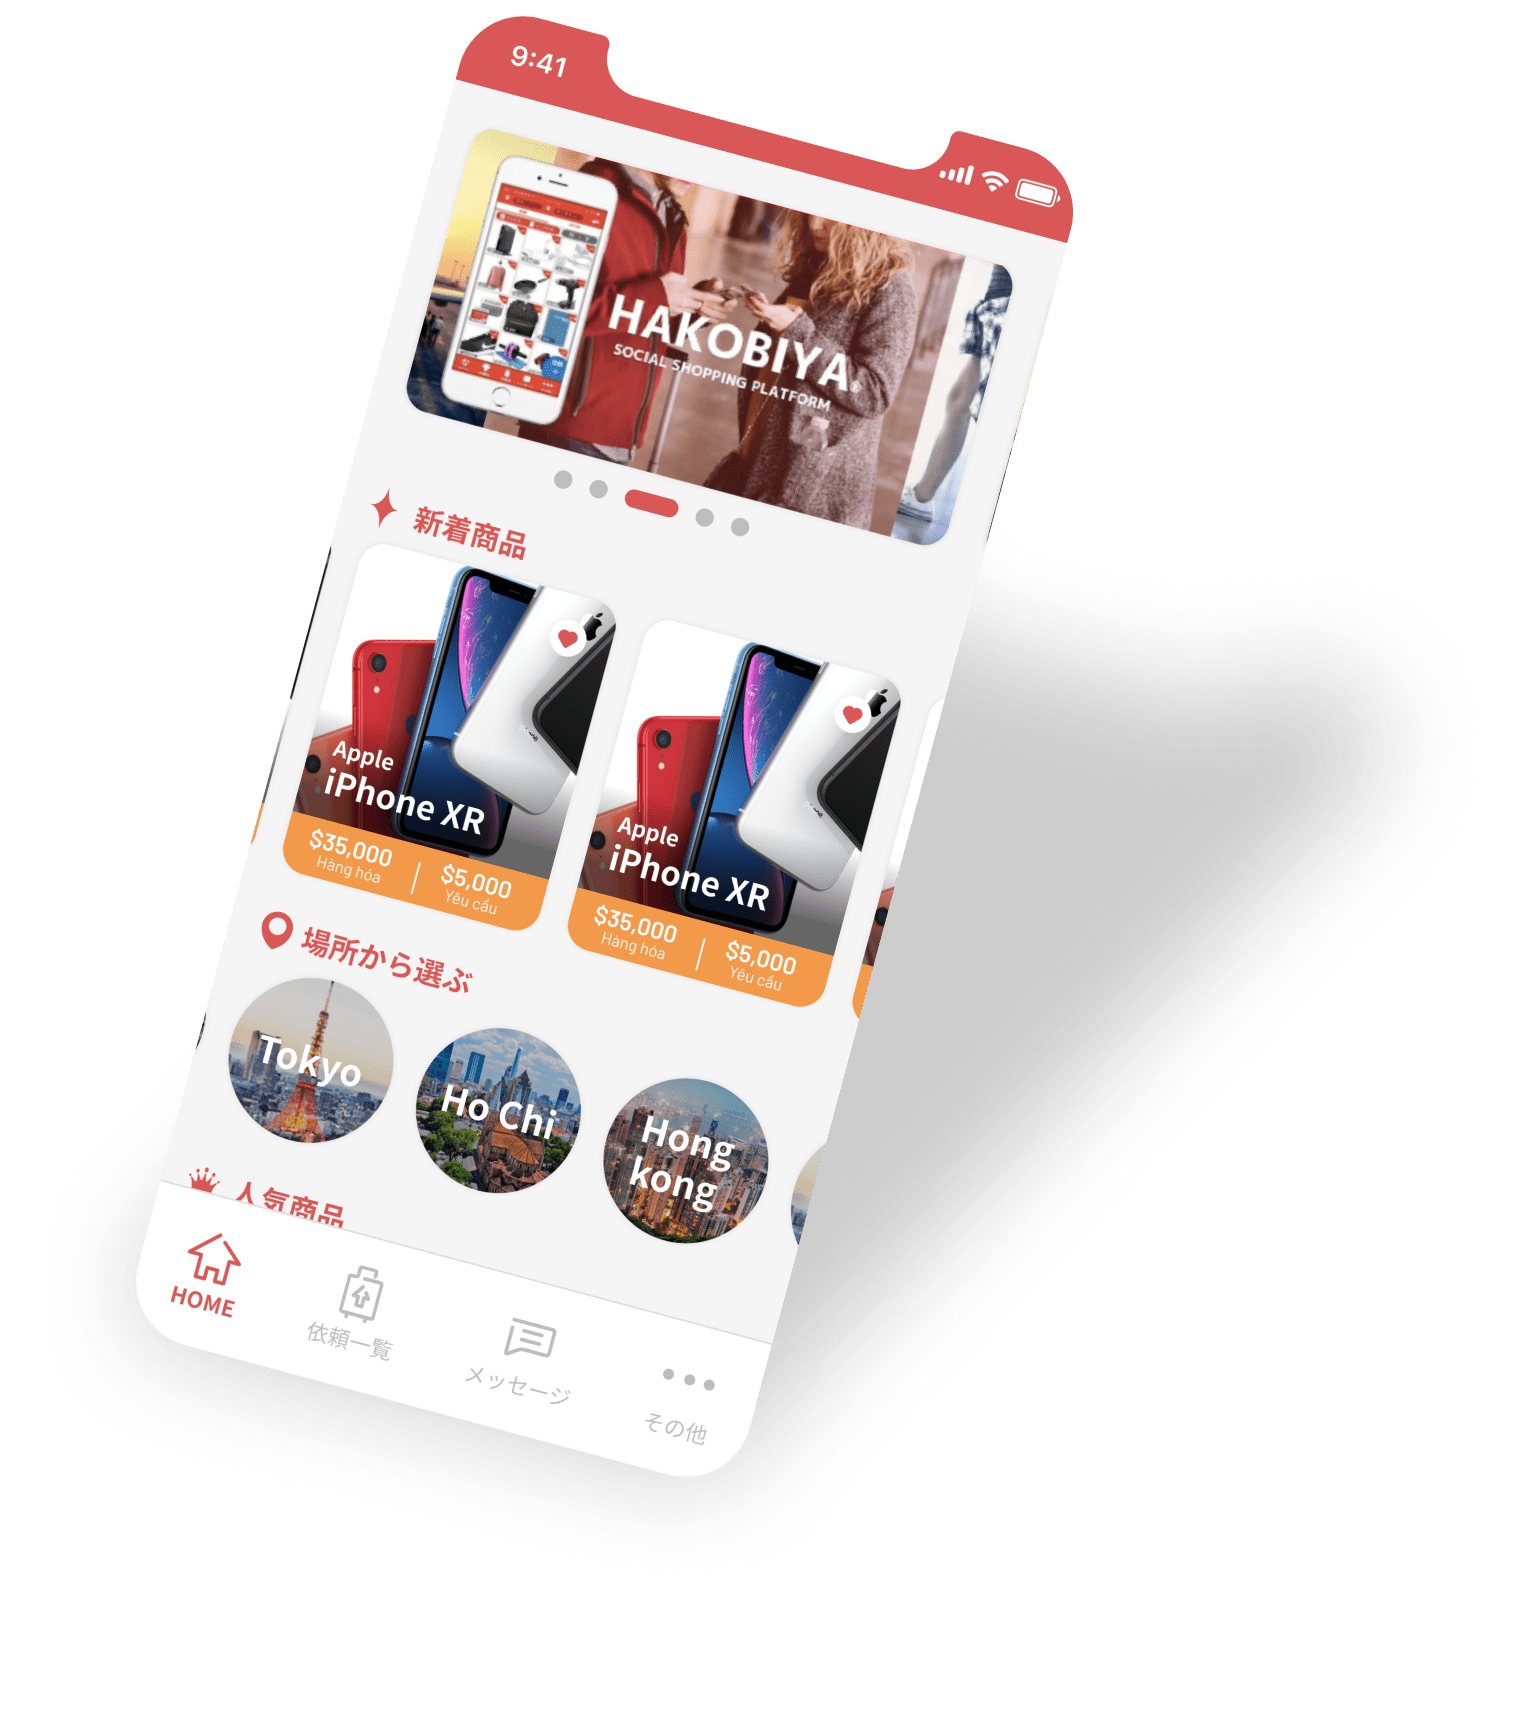 9:41
HAKOBIYA®
SOCIAL SHOPPING PLATFORM
新着商品
Apple
iPhone XR
$35,000
Hàng hóa
$5,000
Yêu cầu
Apple
iPhone XR
$35,000
Hàng hóa
$5,000
Yêu cầu
場所から選ぶ
Tokyo
Ho Chi
Hong
kong
人気商品
HOME
依頼一覧
メッセージ
その他